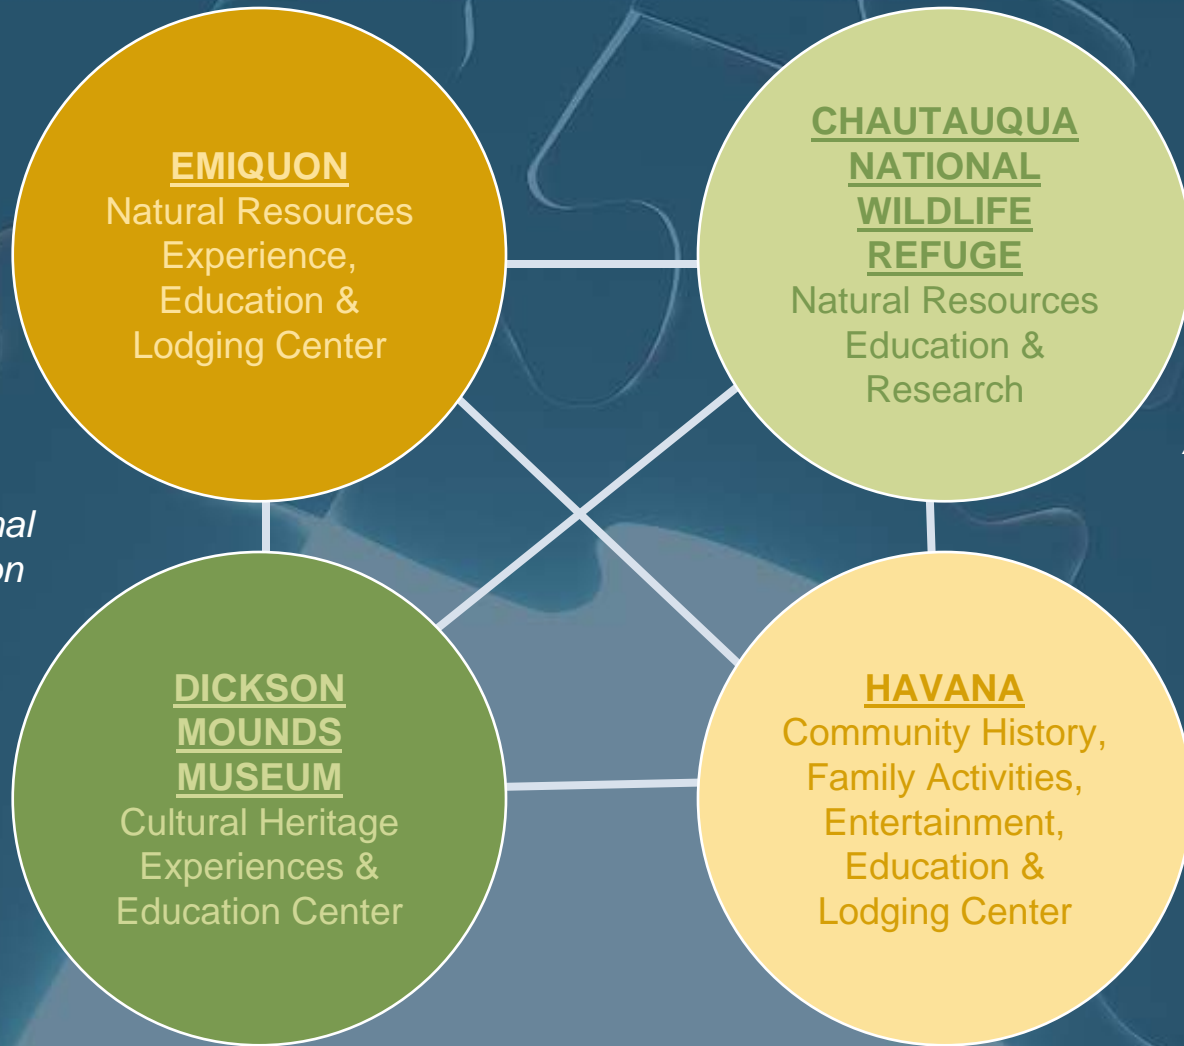 EMIQUON
Natural Resources
Experience,
Education &
Lodging Center
CHAUTAUQUA
NATIONAL
WILDLIFE
REFUGE
Natural Resources
Education &
Research
DICKSON
MOUNDS
MUSEUM
Cultural Heritage
Experiences &
Education Center
HAVANA
Community History,
Family Activities,
Entertainment,
Education &
Lodging Center